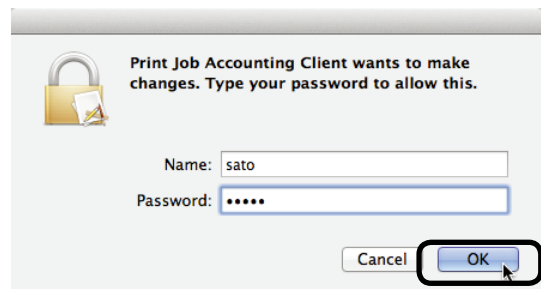 Print Job Accounting Client wants to make
changes. Type your password to allow this.
Name: sato
Password: •••••
Cancel OK